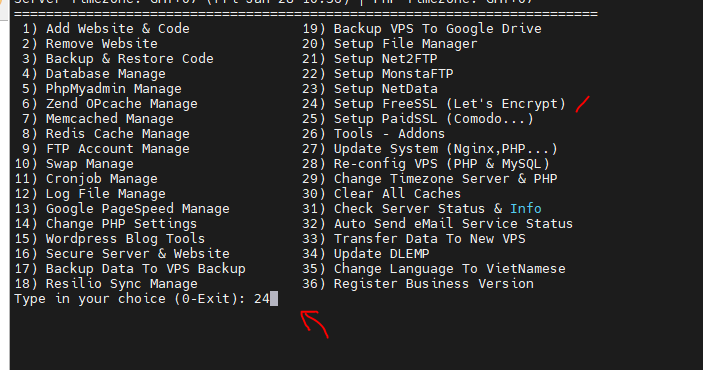 Server Timezone: GMT+07 (Fri Jun 28 10:50) | PHP Timezone: GMT+07
==========================================================================
1) Add Website & Code 19) Backup VPS To Google Drive
2) Remove Website 20) Setup File Manager
3) Backup & Restore Code 21) Setup Net2FTP
4) Database Manage 22) Setup MonstaFTP
5) PhpMyadmin Manage 23) Setup NetData
6) Zend OPcache Manage 24) Setup FreeSSL (Let's Encrypt)
7) Memcached Manage 25) Setup PaidSSL (Comodo...)
8) Redis Cache Manage 26) Tools - Addons
9) FTP Account Manage 27) Update System (Nginx,PHP...)
10) Swap Manage 28) Re-config VPS (PHP & MySQL)
11) Cronjob Manage 29) Change Timezone Server & PHP
12) Log File Manage 30) Clear All Caches
13) Google PageSpeed Manage 31) Check Server Status & Info
14) Change PHP Settings 32) Auto Send eMail Service Status
15) Wordpress Blog Tools 33) Transfer Data To New VPS
16) Secure Server & Website 34) Update DLEMP
17) Backup Data To VPS Backup 35) Change Language To VietNamese
18) Resilio Sync Manage 36) Register Business Version
Type in your choice (0-Exit): 24